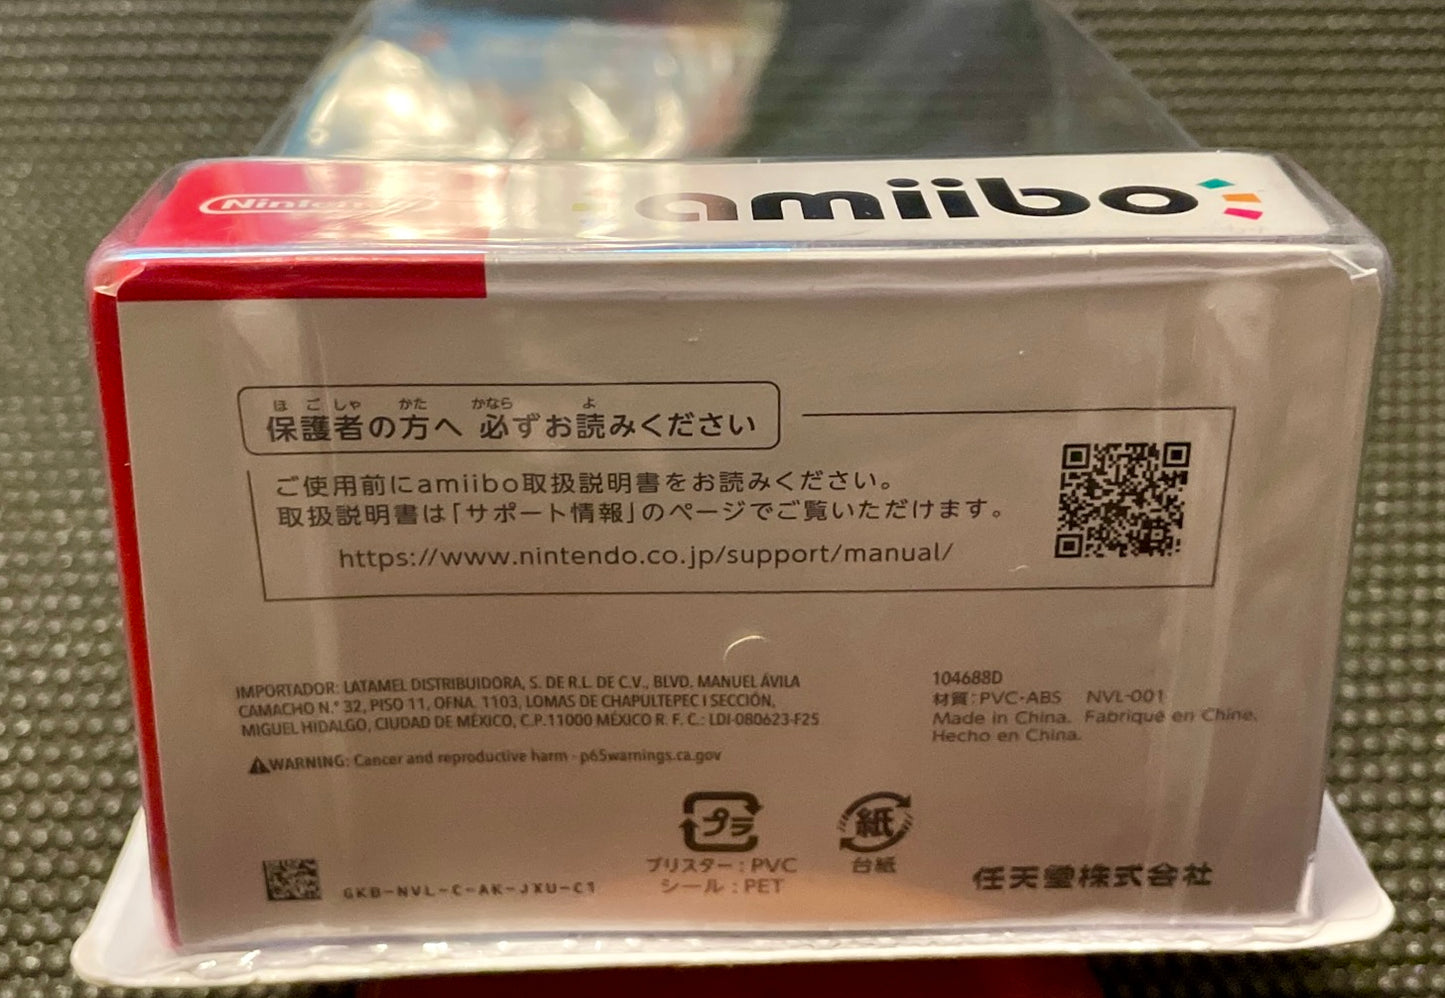 Nintendo
amiibo
ほごしゃ かた かなら よ
保護者の方へ 必ずお読みください
ご使用前にamiibo取扱説明書をお読みください。
取扱説明書は「サポート情報」のページでご覧いただけます。
https://www.nintendo.co.jp/support/manual/
IMPORTADOR: LATAMEL DISTRIBUIDORA, S. DE R.L. DE C.V., BLVD. MANUEL ÁVILA
CAMACHO N.° 32, PISO 11, OFNA. 1103, LOMAS DE CHAPULTEPEC I SECCIÓN,
MIGUEL HIDALGO, CIUDAD DE MÉXICO, C.P. 11000 MÉXICO R. F. C.: LDI-080623-F25
WARNING: Cancer and reproductive harm - p65warnings.ca.gov
104688D
材質:PVC・ABS NVL-001
Made in China. Fabriqué en Chine.
Hecho en China.
プラ
ブリスター:PVC
シール:PET
紙
台紙
GKB-NVL-C-AK-JXU-C1
任天堂株式会社